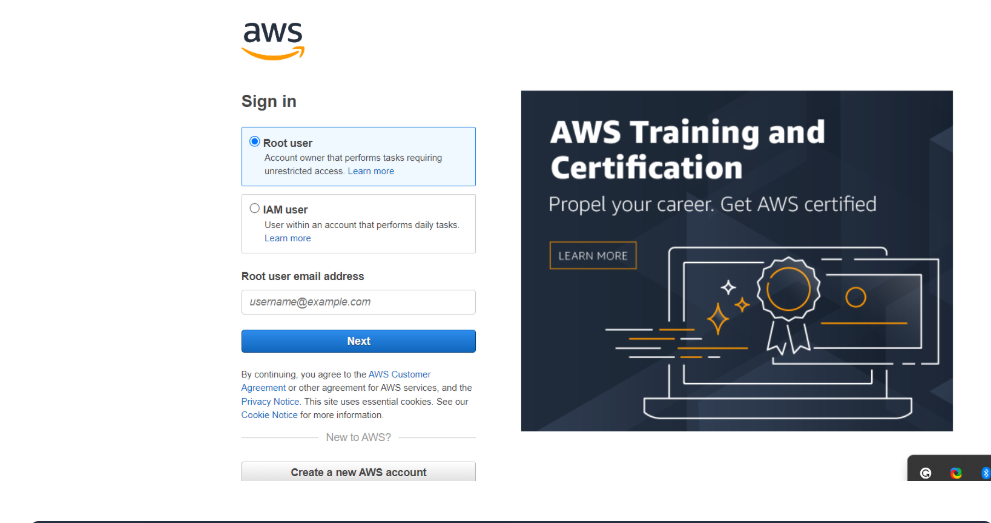 aws
Sign in
Root user
Account owner that performs tasks requiring
unrestricted access. Learn more
IAM user
User within an account that performs daily tasks.
Learn more
Root user email address
username@example.com
Next
By continuing, you agree to the AWS Customer
Agreement or other agreement for AWS services, and the
Privacy Notice. This site uses essential cookies. See our
Cookie Notice for more information.
New to AWS?
Create a new AWS account
AWS Training and
Certification
Propel your career. Get AWS certified
LEARN MORE